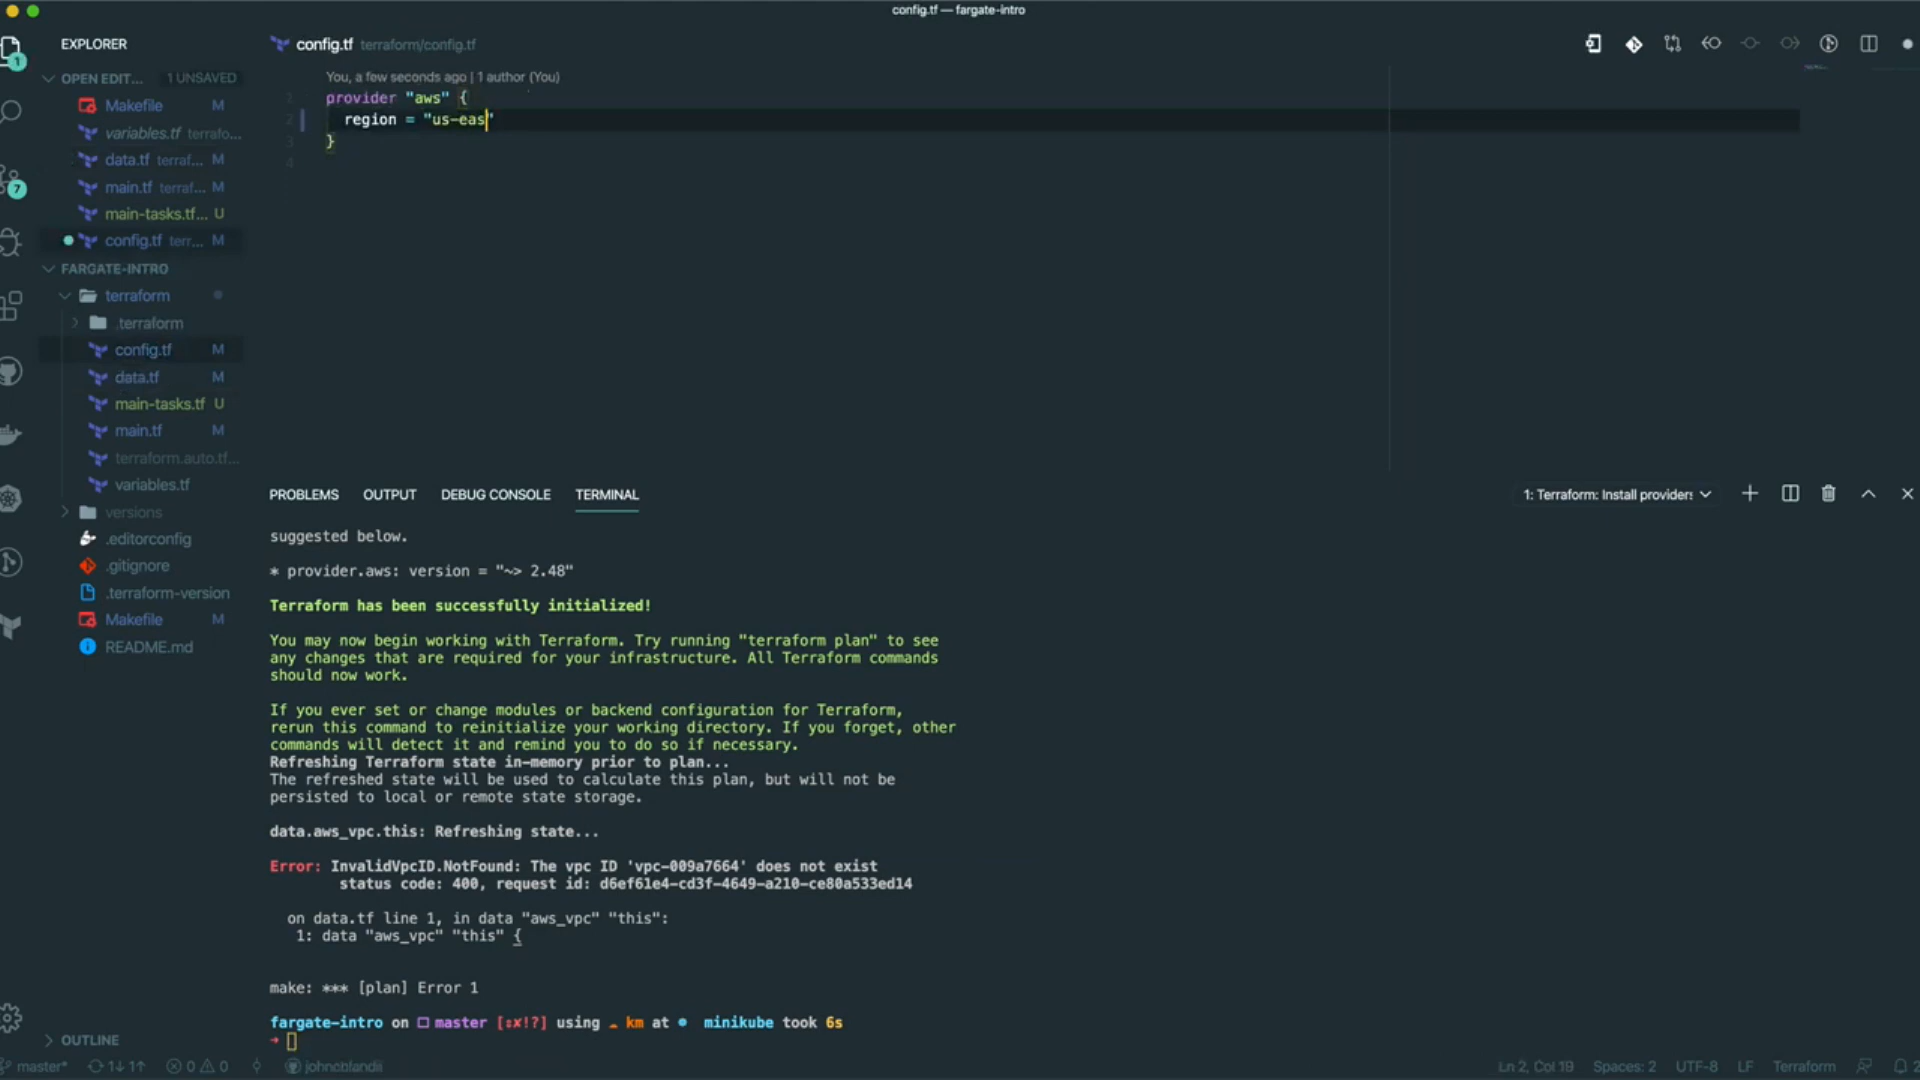 config.tf — fargate-intro
EXPLORER
OPEN EDIT... 1 UNSAVED
Makefile M
variables.tf terrafo...
data.tf terraf... M
main.tf terraf... M
main-tasks.tf... U
config.tf terr... M
FARGATE-INTRO
terraform
.terraform
config.tf M
data.tf M
main-tasks.tf U
main.tf M
terraform.auto.tf...
variables.tf
versions
.editorconfig
.gitignore
.terraform-version
Makefile M
README.md
OUTLINE
1
7
config.tf terraform/config.tf
You, a few seconds ago | 1 author (You)
1 provider "aws" {
2 region = "us-eas"
3 }
4
PROBLEMS OUTPUT DEBUG CONSOLE TERMINAL
1: Terraform: Install providers
suggested below.
* provider.aws: version = "~> 2.48"
Terraform has been successfully initialized!
You may now begin working with Terraform. Try running "terraform plan" to see
any changes that are required for your infrastructure. All Terraform commands
should now work.
If you ever set or change modules or backend configuration for Terraform,
rerun this command to reinitialize your working directory. If you forget, other
commands will detect it and remind you to do so if necessary.
Refreshing Terraform state in-memory prior to plan...
The refreshed state will be used to calculate this plan, but will not be
persisted to local or remote state storage.
data.aws_vpc.this: Refreshing state...
Error: InvalidVpcID.NotFound: The vpc ID 'vpc-009a7664' does not exist
status code: 400, request id: d6ef61e4-cd3f-4649-a210-ce80a533ed14
on data.tf line 1, in data "aws_vpc" "this":
1: data "aws_vpc" "this" {
make: *** [plan] Error 1
fargate-intro on master [⇕✘!?] using ☁ km at minikube took 6s
➜
master* 1↓ 1↑ 0 0 johncblandii
Ln 2, Col 19 Spaces: 2 UTF-8 LF Terraform 2